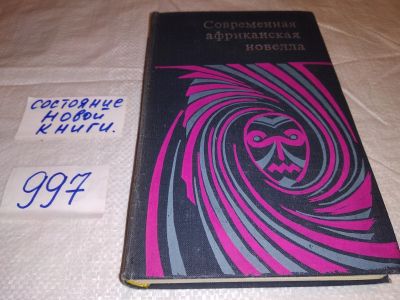 Современная
африканская
новелла
состояние
новой
книги.
997